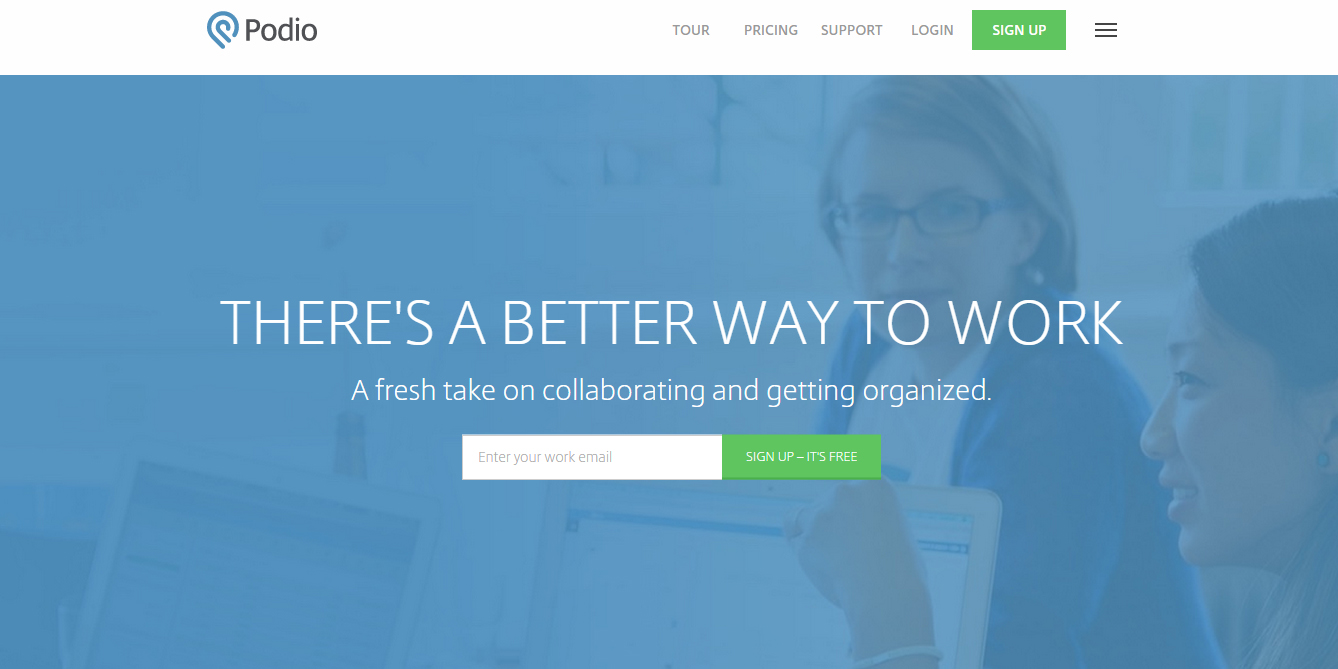 Podio
TOUR PRICING SUPPORT LOGIN SIGN UP
THERE'S A BETTER WAY TO WORK
A fresh take on collaborating and getting organized.
Enter your work email SIGN UP – IT'S FREE